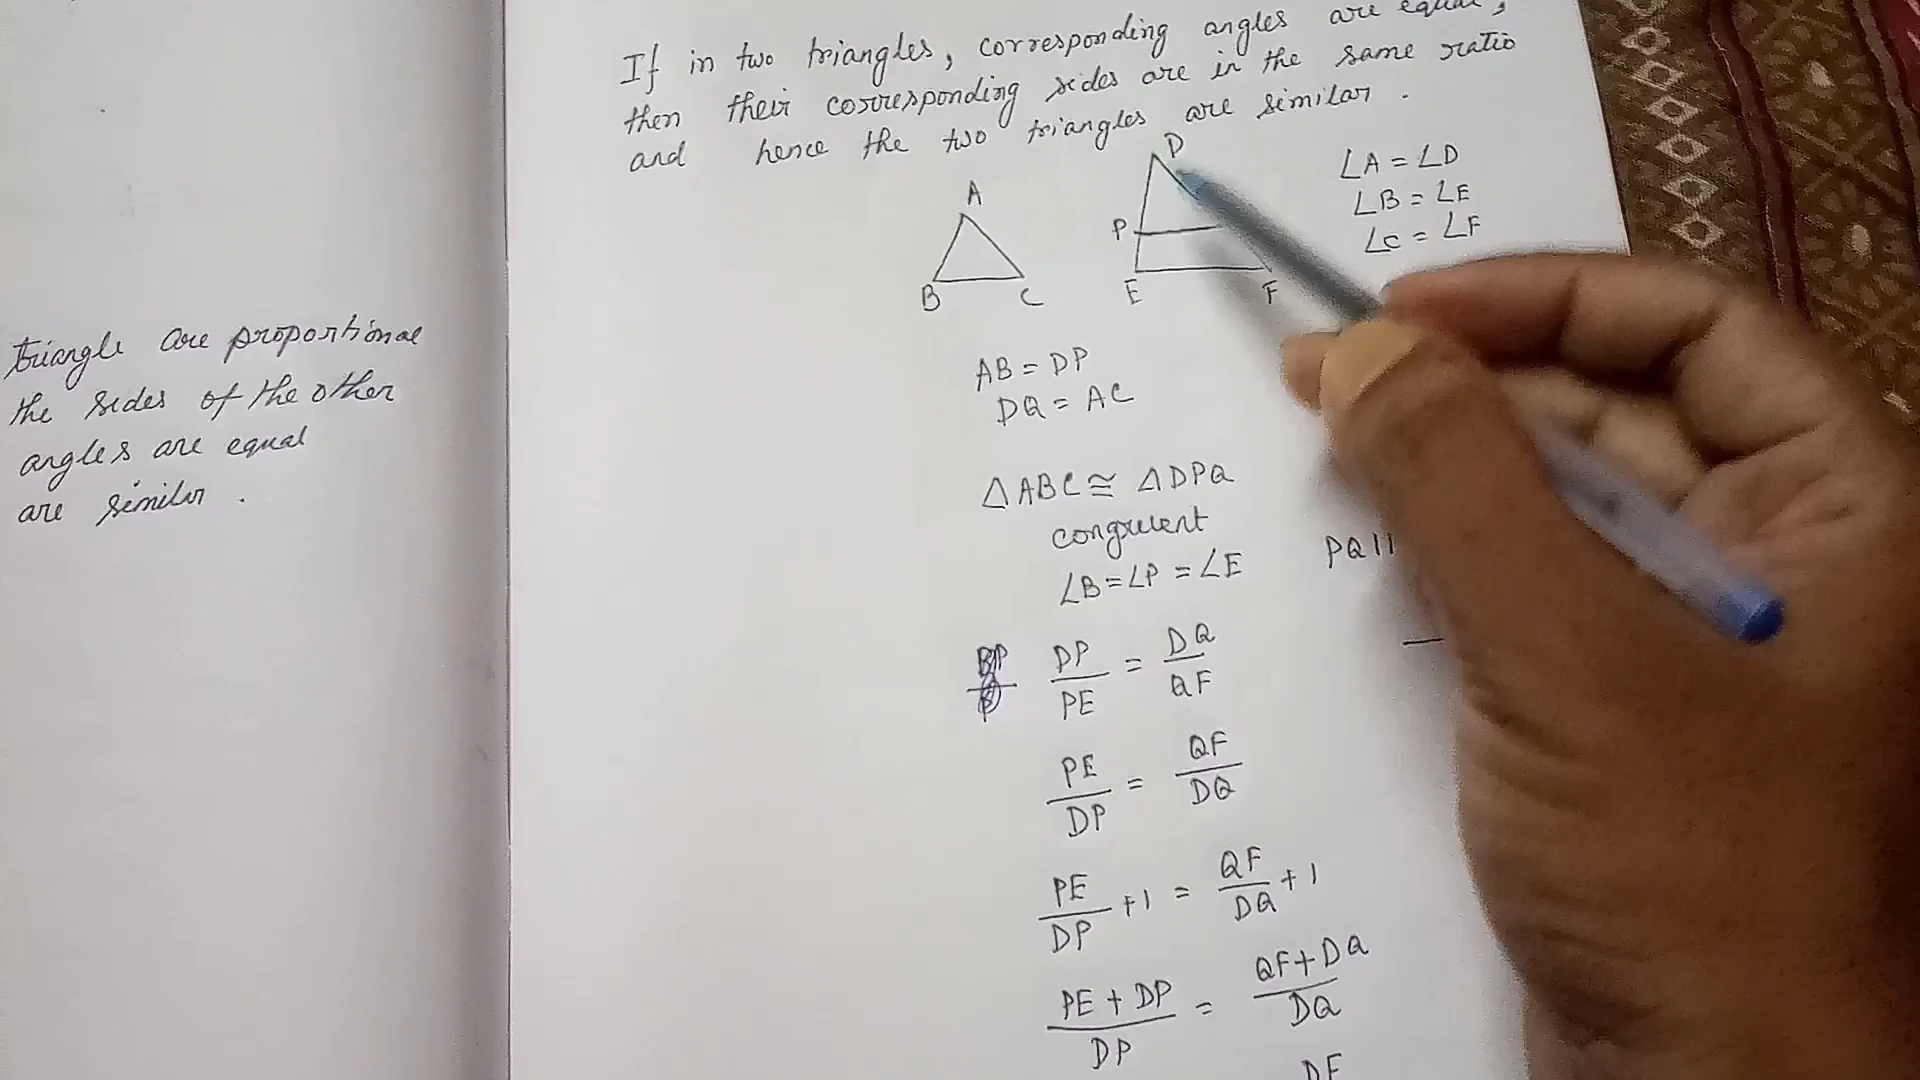 triangle are proportional
the sides of the other
angles are equal
are similar .
If in two triangles, corresponding angles are equal,
then their corresponding sides are in the same ratio
and hence the two triangles are similar .
A
B
C
D
P
E
F
∠A = ∠D
∠B = ∠E
∠C = ∠F
AB = DP
DQ = AC
△ABC ≅ △DPQ
congruent
∠B = ∠P = ∠E
PQ ||
DP/PE = DQ/QF
PE/DP = QF/DQ
PE/DP + 1 = QF/DQ + 1
PE + DP/DP = QF + DQ/DQ